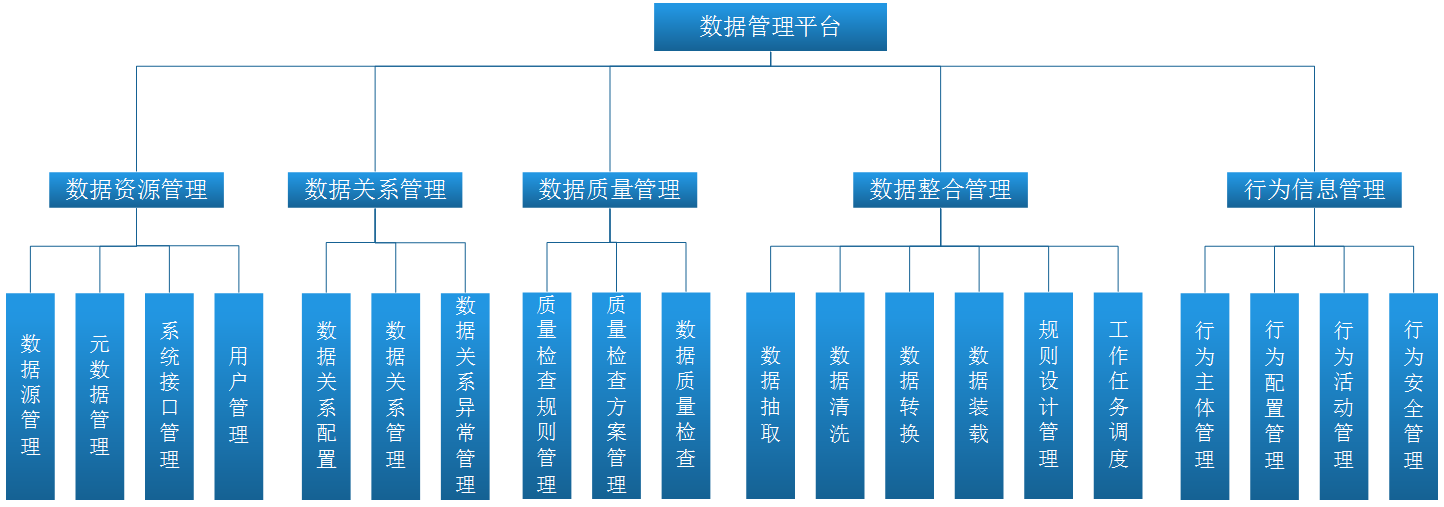 数据管理平台
数据资源管理
数据关系管理
数据质量管理
数据整合管理
行为信息管理
数据源管理
元数据管理
系统接口管理
用户管理
数据关系配置
数据关系管理
数据关系异常管理
质量检查规则管理
质量检查方案管理
数据质量检查
数据抽取
数据清洗
数据转换
数据装载
规则设计管理
工作任务调度
行为主体管理
行为配置管理
行为活动管理
行为安全管理